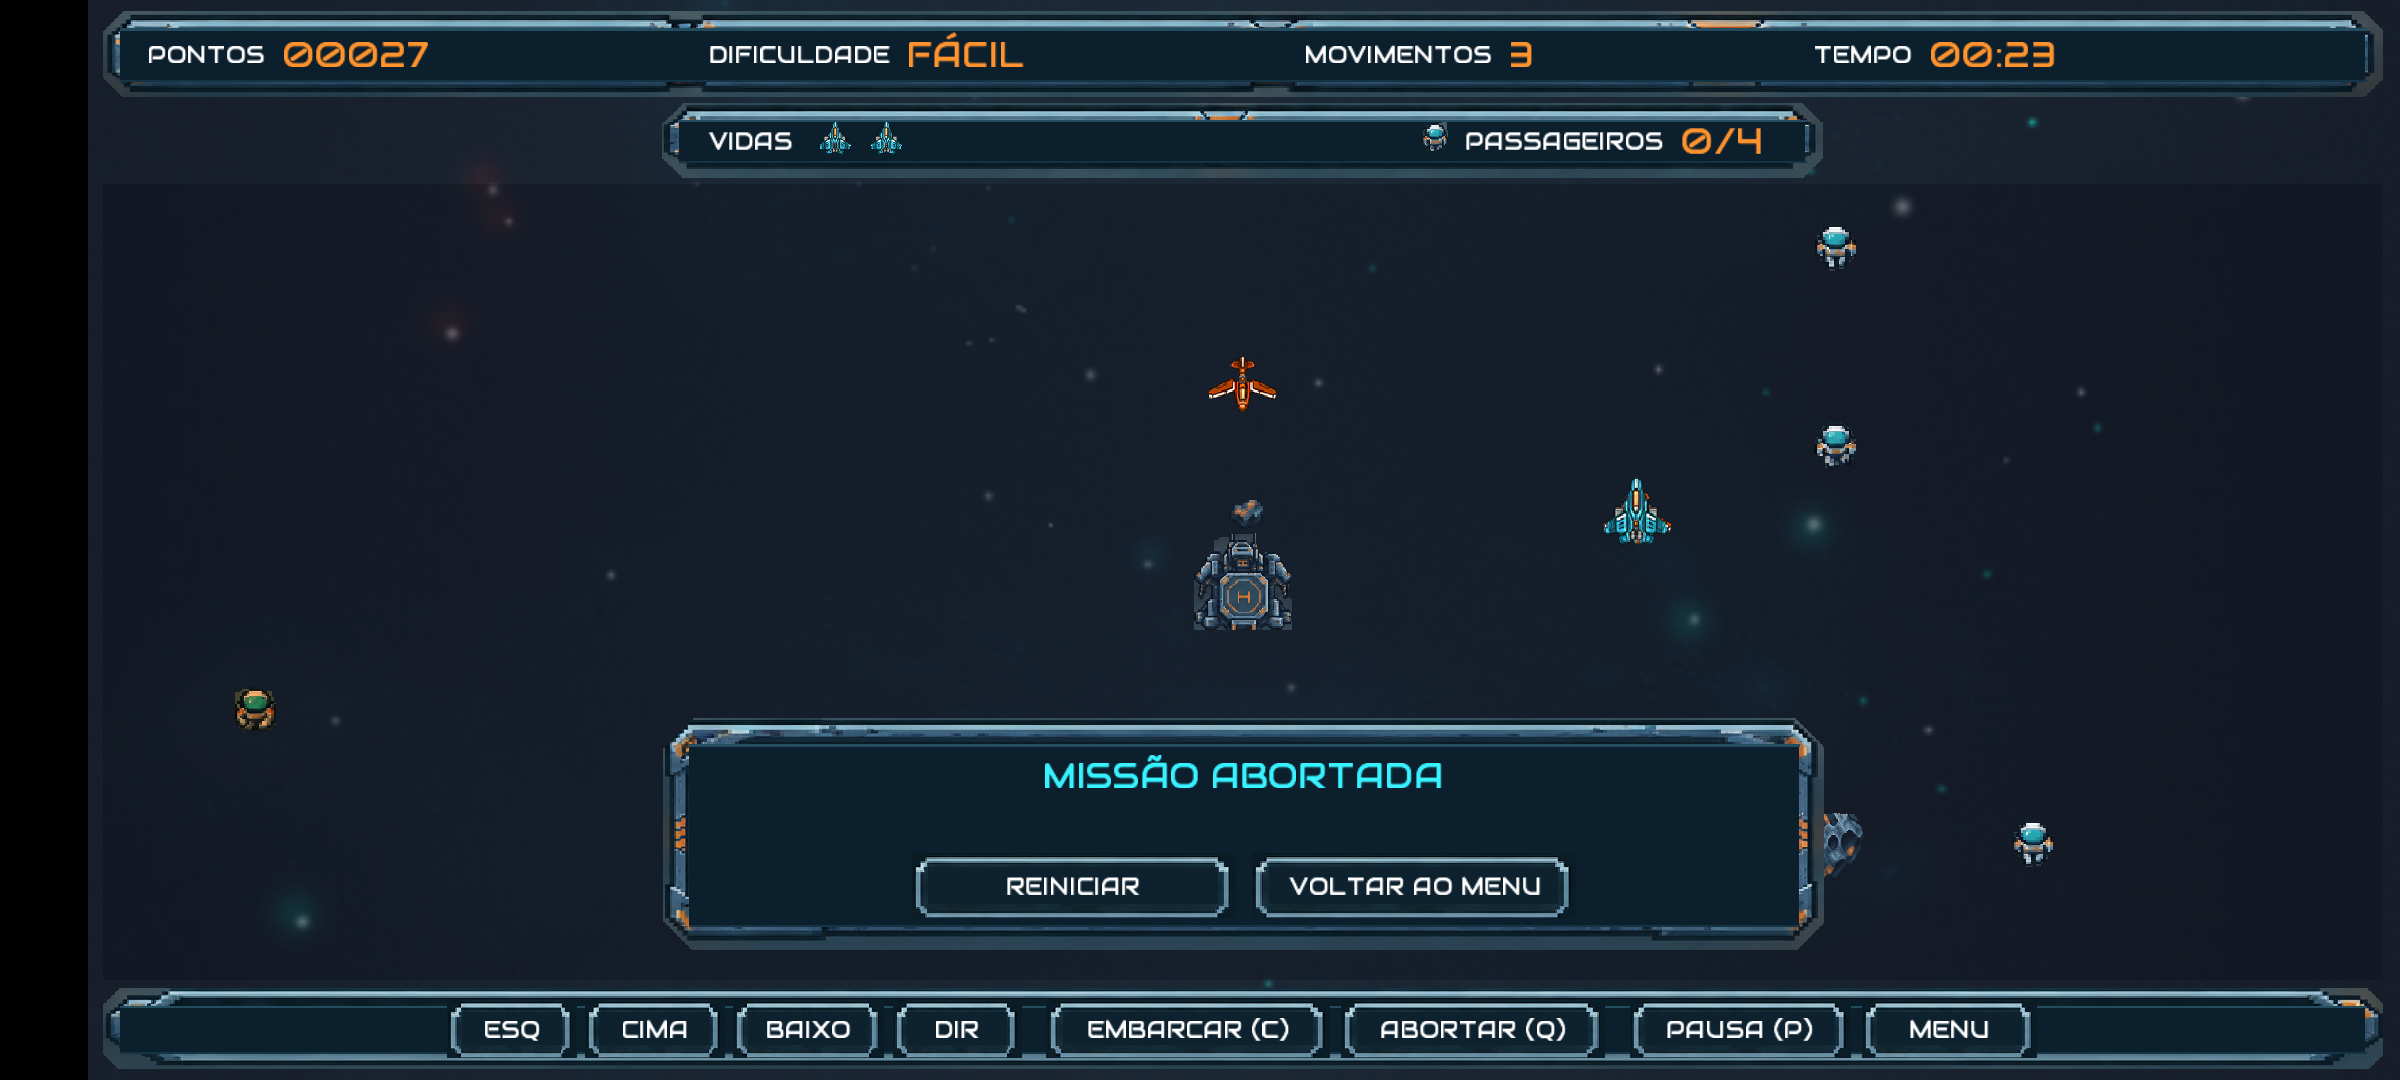 PONTOS 00027 DIFICULDADE FÁCIL MOVIMENTOS 3 TEMPO 00:23
VIDAS PASSAGEIROS 0/4
H
MISSÃO ABORTADA
REINICIAR VOLTAR AO MENU
ESQ CIMA BAIXO DIR EMBARCAR (C) ABORTAR (Q) PAUSA (P) MENU